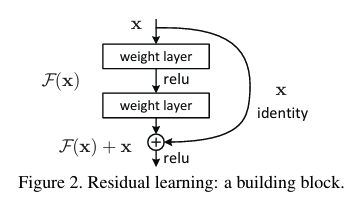 x
weight layer
relu
F(x)
x
weight layer
identity
F(x) + x
+
relu
Figure 2. Residual learning: a building block.